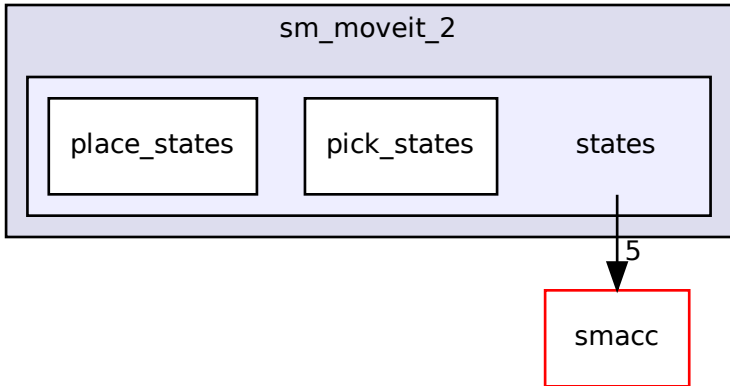 sm_moveit_2
place_states
pick_states
states
5
smacc